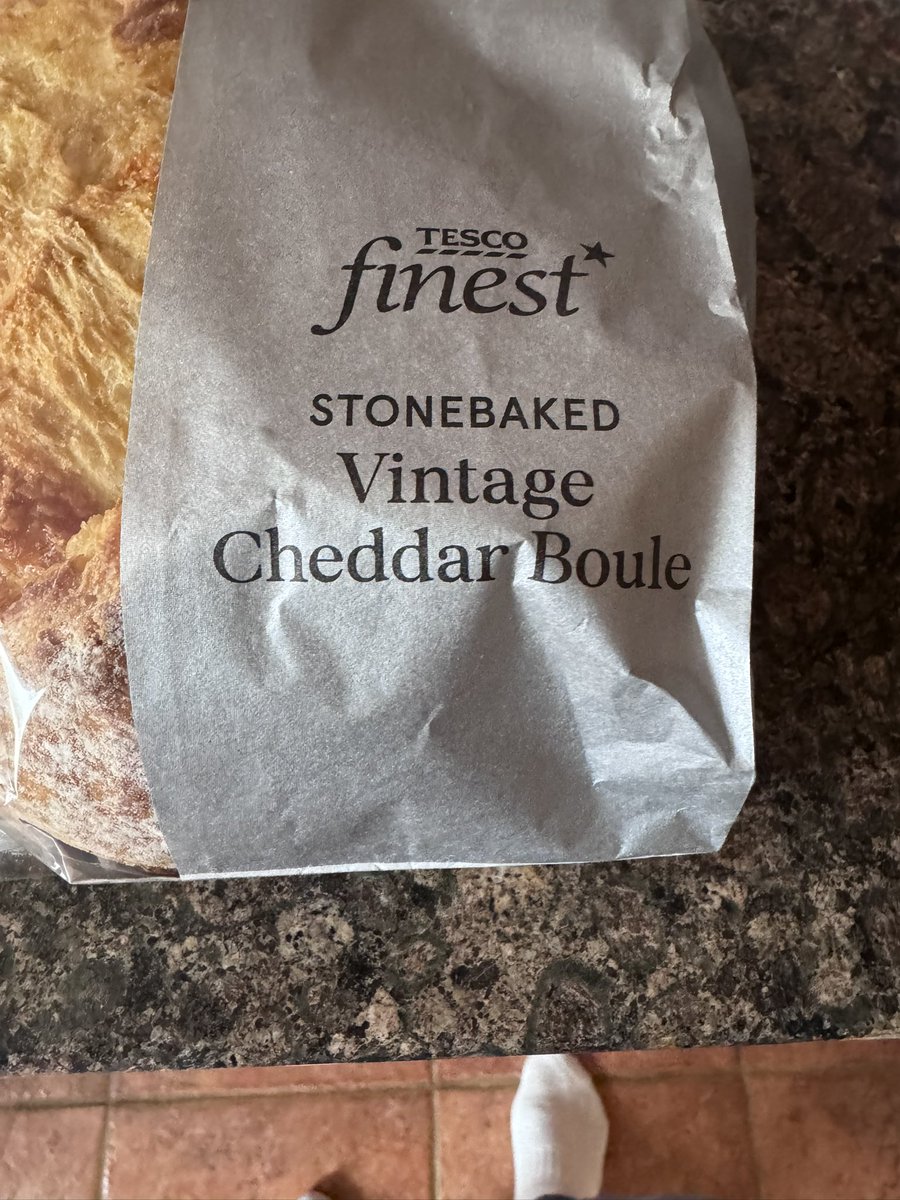 TESCO
finest*
STONEBAKED
Vintage
Cheddar Boule